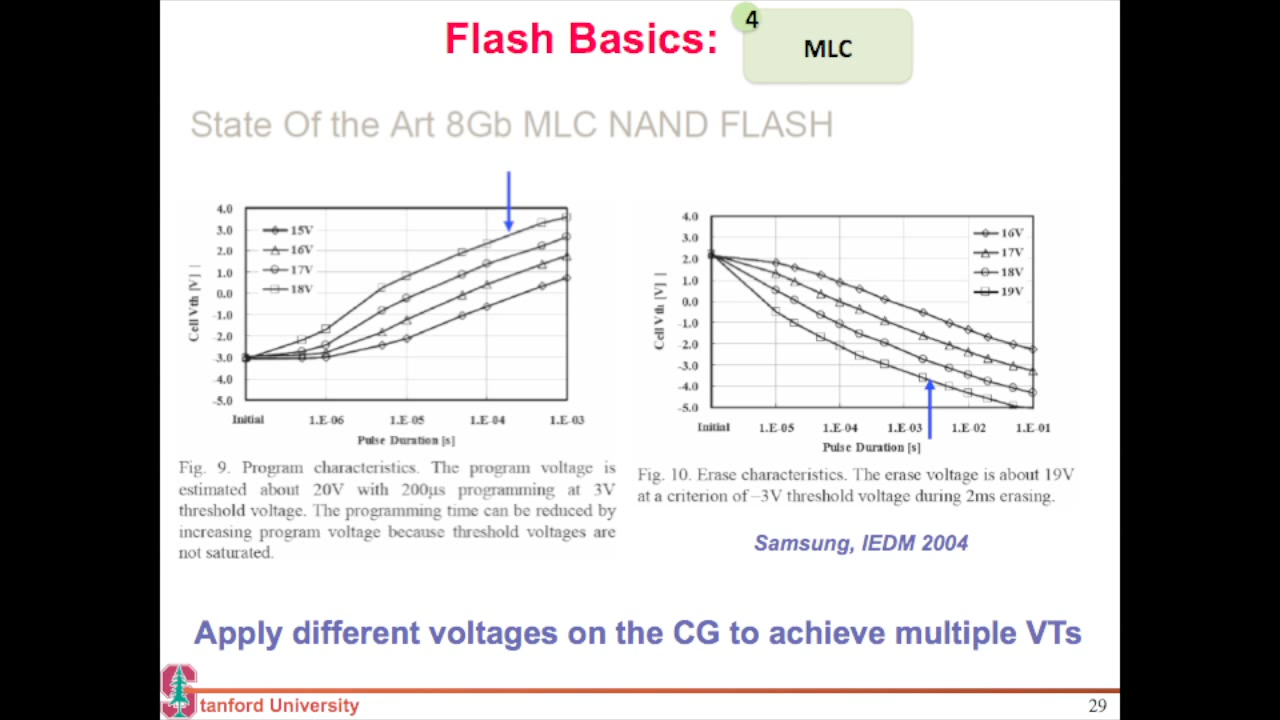 Flash Basics:
4
MLC
State Of the Art 8Gb MLC NAND FLASH
4.0
3.0
2.0
1.0
0.0
-1.0
-2.0
-3.0
-4.0
-5.0
Cell Vth [V]
15V
16V
17V
18V
Initial 1.E-06 1.E-05 1.E-04 1.E-03
Pulse Duration [s]
Fig. 9. Program characteristics. The program voltage is
estimated about 20V with 200μs programming at 3V
threshold voltage. The programming time can be reduced by
increasing program voltage because threshold voltages are
not saturated.
4.0
3.0
2.0
1.0
0.0
-1.0
-2.0
-3.0
-4.0
-5.0
Cell Vth [V]
16V
17V
18V
19V
Initial 1.E-05 1.E-04 1.E-03 1.E-02 1.E-01
Pulse Duration [s]
Fig. 10. Erase characteristics. The erase voltage is about 19V
at a criterion of –3V threshold voltage during 2ms erasing.
Samsung, IEDM 2004
Apply different voltages on the CG to achieve multiple VTs
Stanford University
29